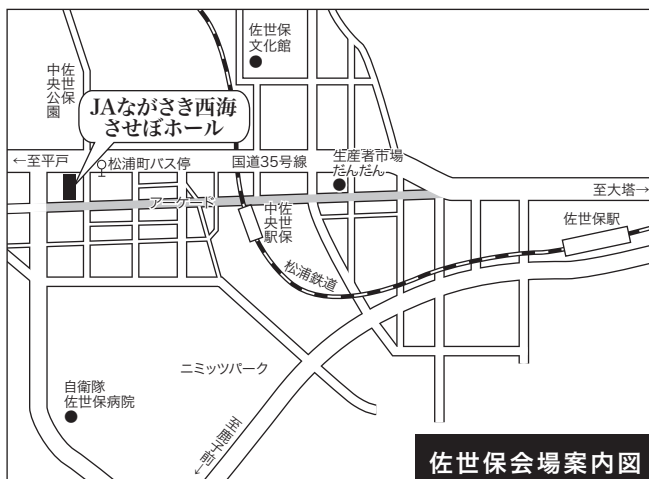 佐世保
文化館
佐世保
中央公園
JAながさき西海
させぼホール
←至平戸
松浦町バス停
国道35号線
生産者市場
だんだん
至大塔→
アーケード
佐世保
中央駅
佐世保駅
松浦鉄道
ニミッツパーク
自衛隊
佐世保病院
至鹿子前→
佐世保会場案内図